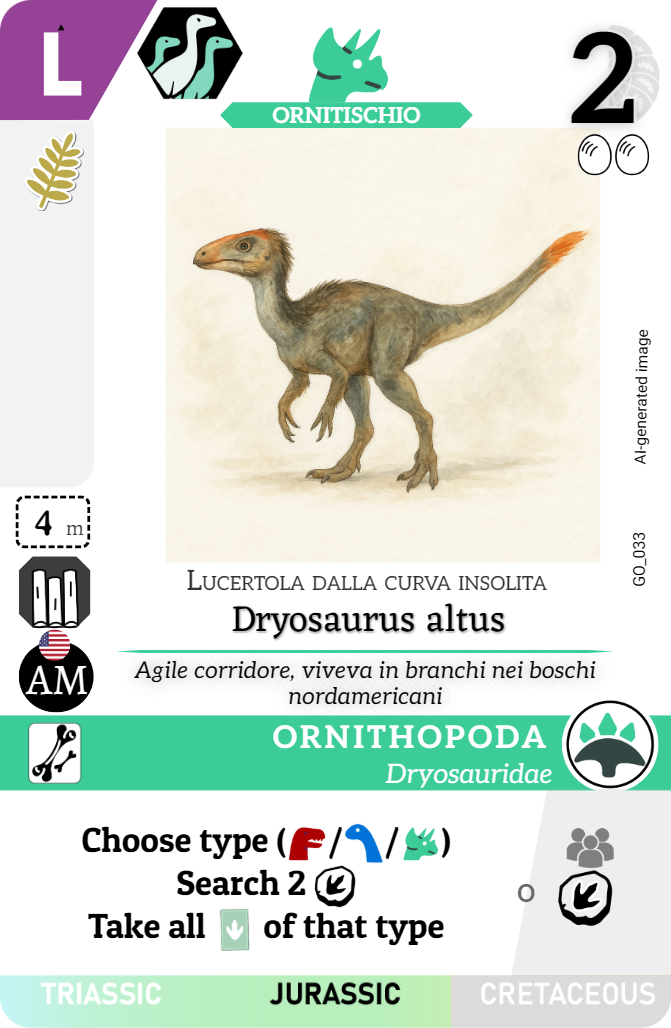 L
ORNITISCHIO
2
AI-generated image
GO_033
4 m
AM
Lucertola dalla curva insolita
Dryosaurus altus
Agile corridore, viveva in branchi nei boschi
nordamericani
ORNITHOPODA
Dryosauridae
Choose type ( / / )
Search 2
Take all of that type
o
TRIASSIC JURASSIC CRETACEOUS